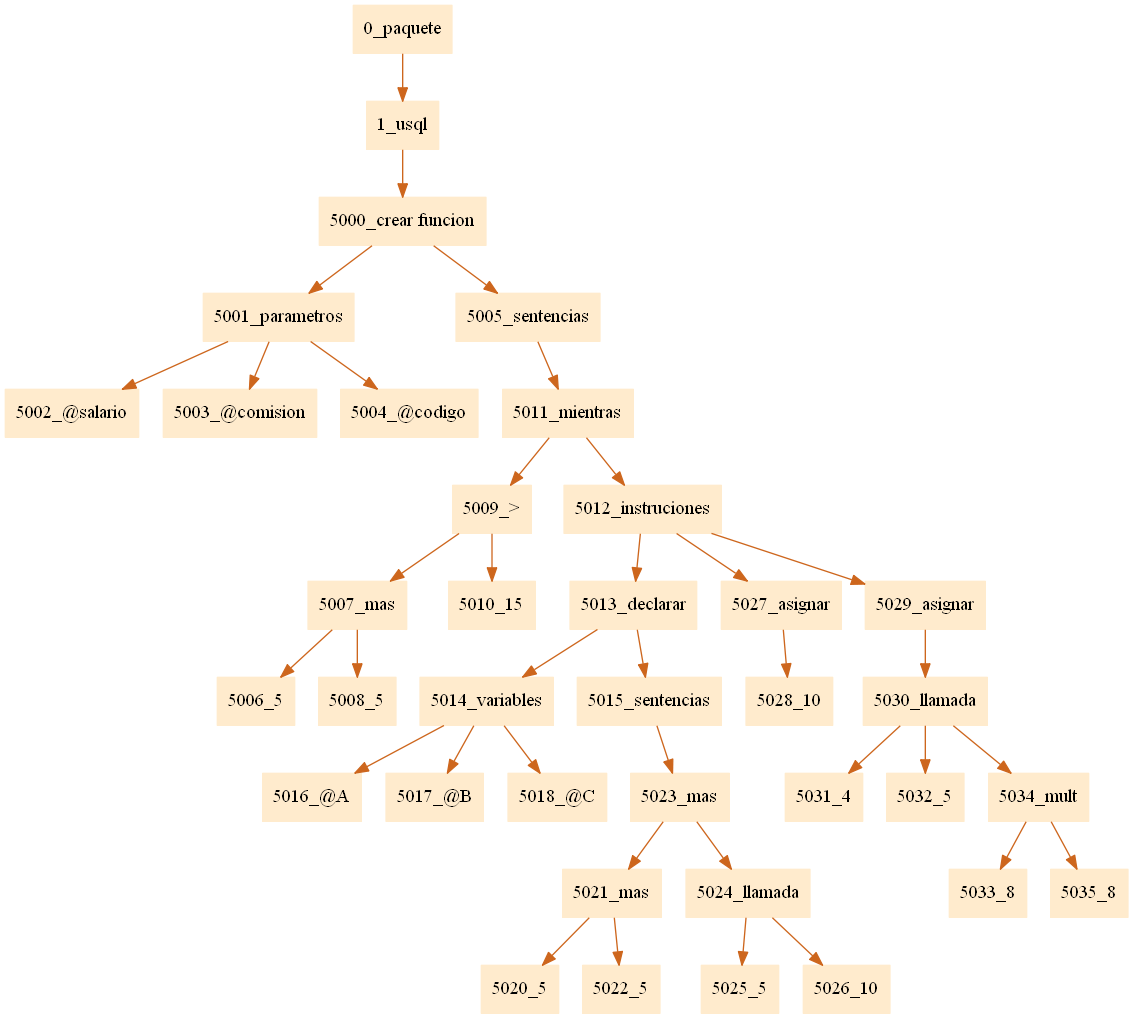 0_paquete
1_usql
5000_crear funcion
5001_parametros
5005_sentencias
5002_@salario
5003_@comision
5004_@codigo
5011_mientras
5009_>
5012_instruciones
5007_mas
5010_15
5013_declarar
5027_asignar
5029_asignar
5006_5
5008_5
5014_variables
5015_sentencias
5028_10
5030_llamada
5016_@A
5017_@B
5018_@C
5023_mas
5031_4
5032_5
5034_mult
5021_mas
5024_llamada
5033_8
5035_8
5020_5
5022_5
5025_5
5026_10